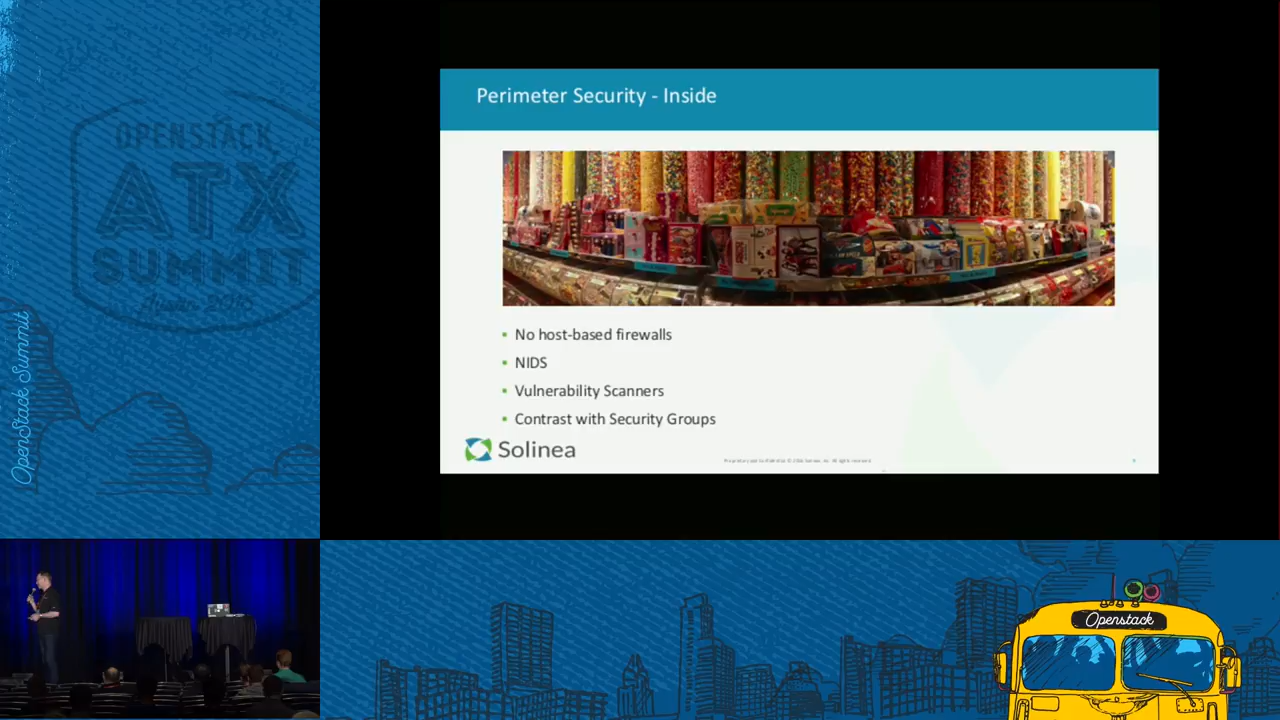 OPENSTACK
ATX
SUMMIT
Austin 2016
OpenStack Summit
Perimeter Security - Inside
No host-based firewalls
NIDS
Vulnerability Scanners
Contrast with Security Groups
Solinea
Openstack